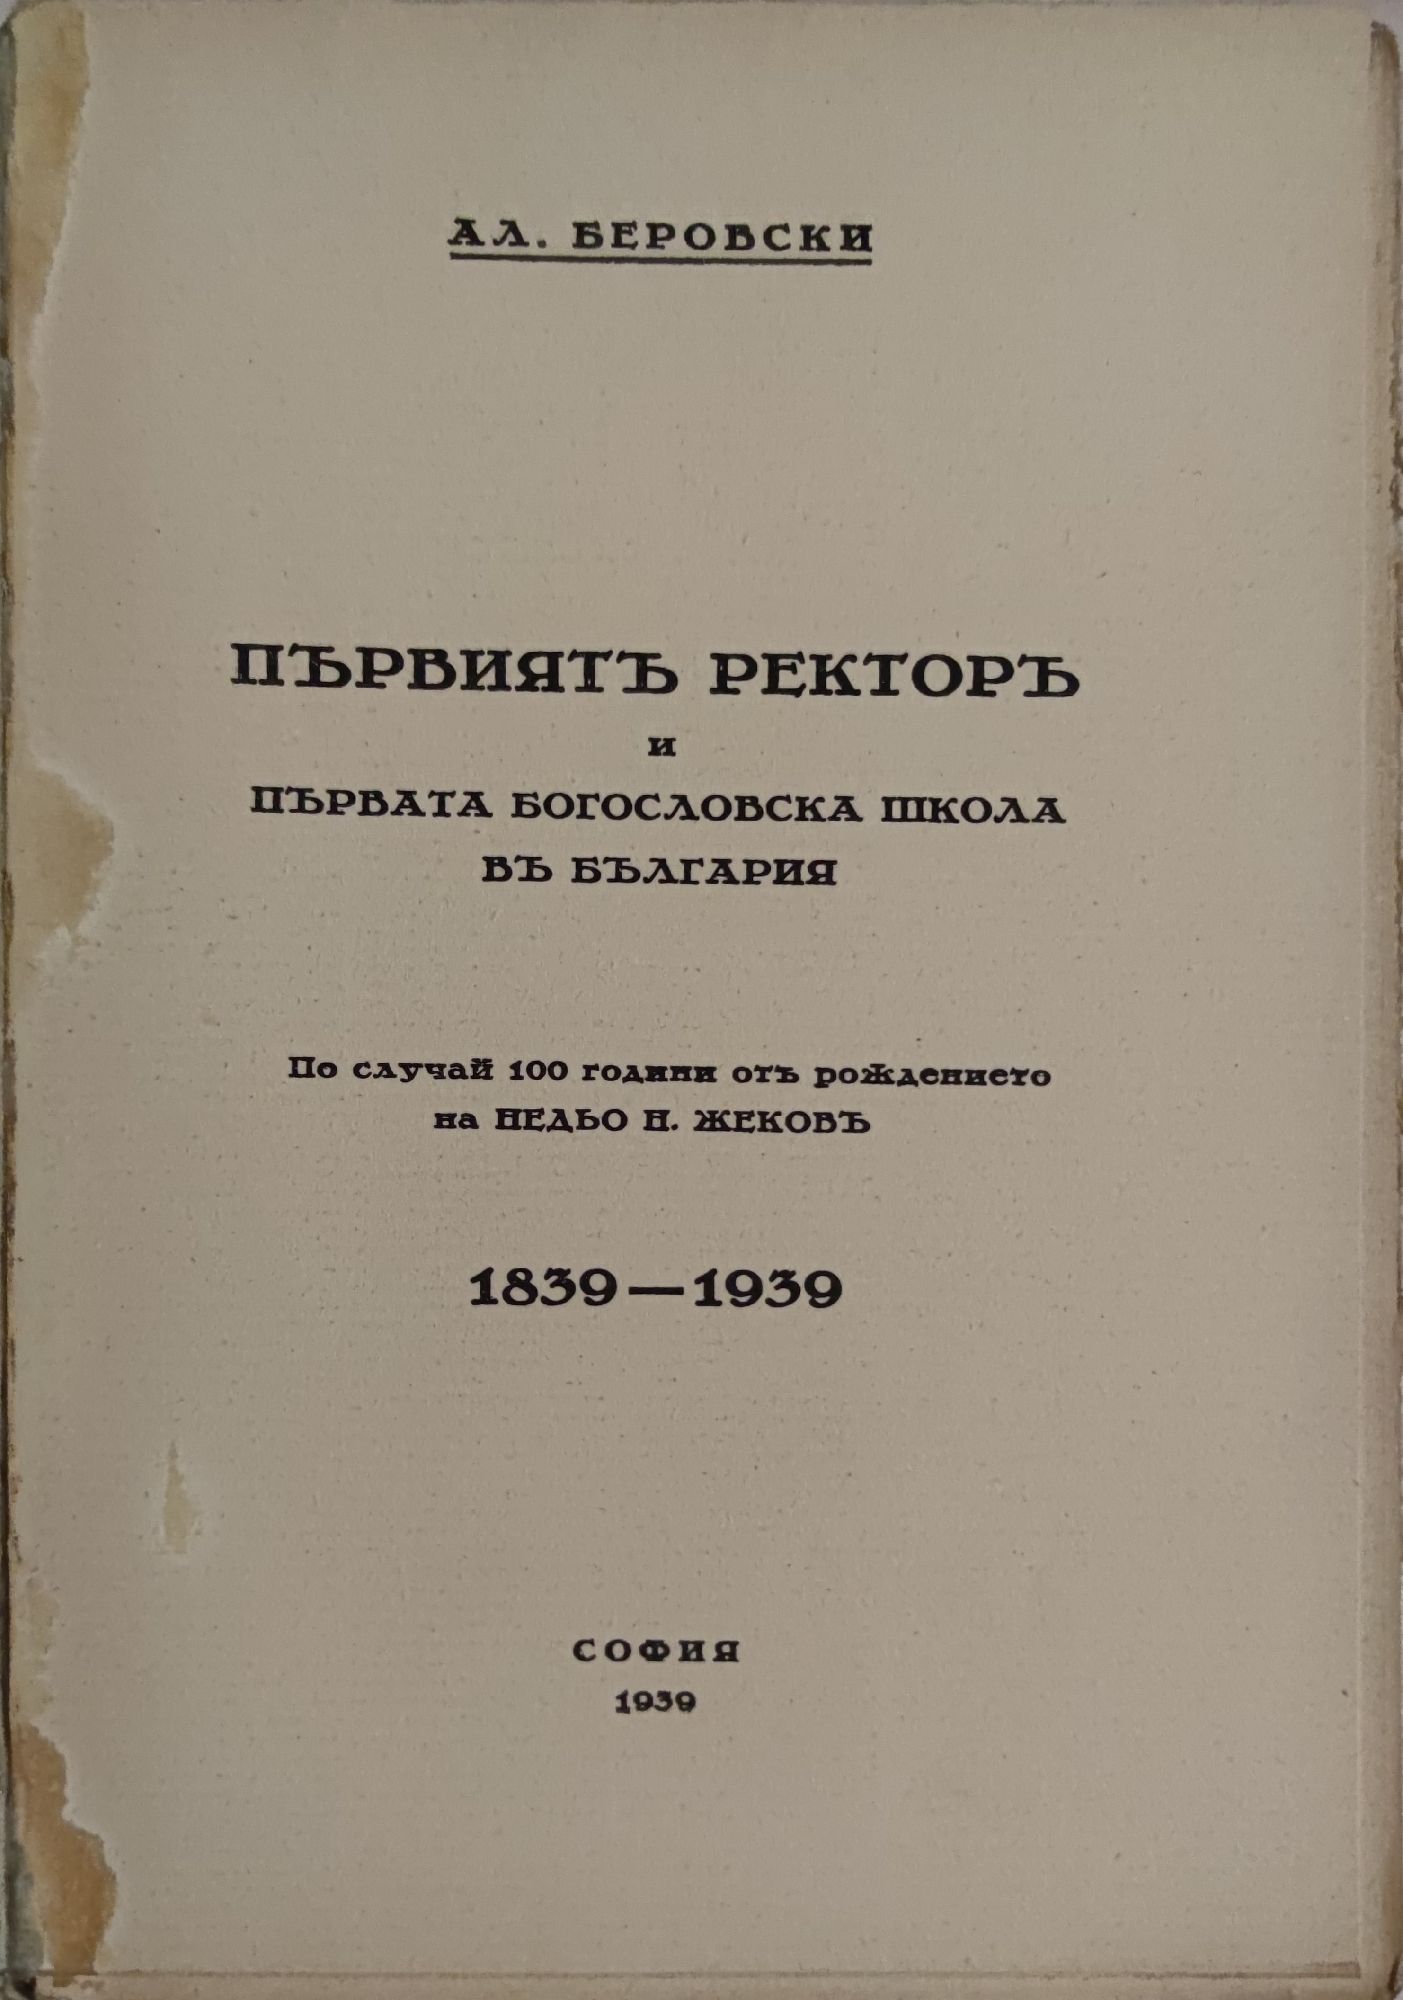 АЛ. БЕРОВСКИ
ПЪРВИЯТЪ РЕКТОРЪ
и
ПЪРВАТА БОГОСЛОВСКА ШКОЛА
ВЪ БЪЛГАРИЯ
По случай 100 години отъ рождението
на НЕДЬО Н. ЖЕКОВЪ
1839—1939
СОФИЯ
1939